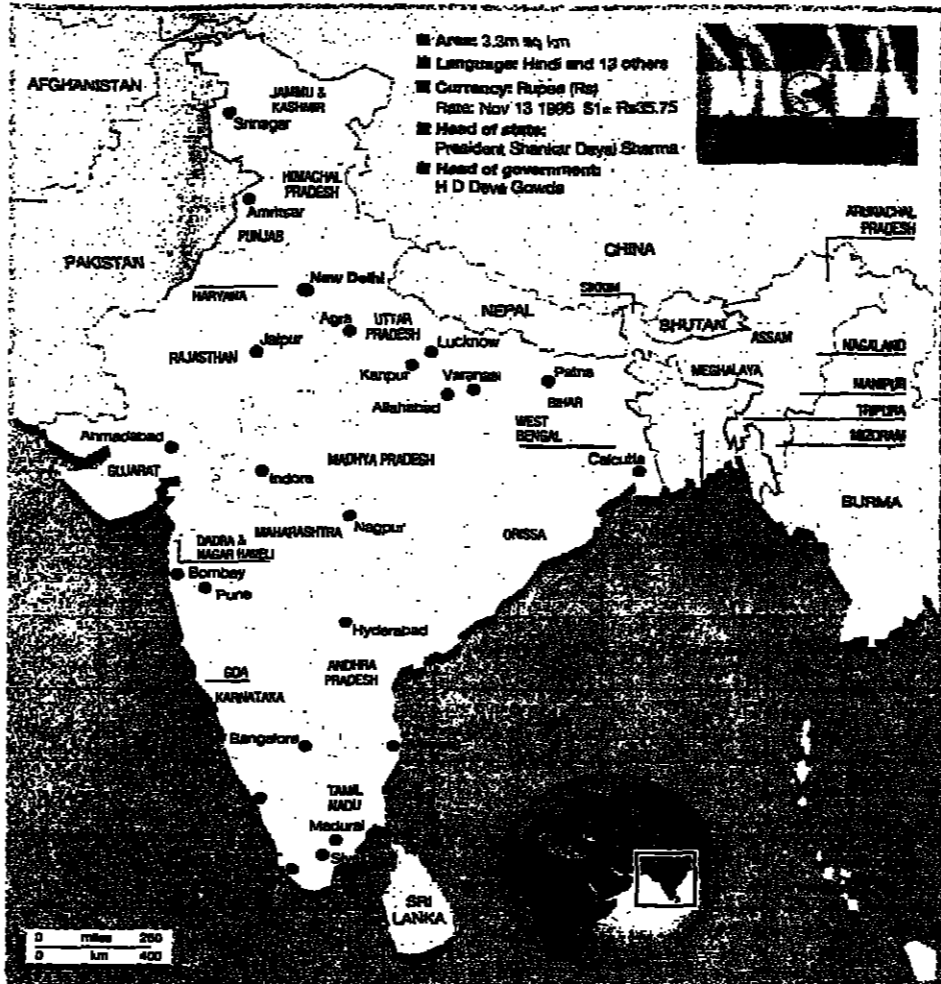 ■ Area: 3.3m sq km
■ Language: Hindi and 13 others
■ Currency: Rupee (Rs)
Rate: Nov 13 1996 $1= Rs35.75
■ Head of state:
President Shankar Dayal Sharma
■ Head of government:
H D Deve Gowda
AFGHANISTAN
JAMMU &
KASHMIR
Srinagar
HIMACHAL
PRADESH
Amritsar
PUNJAB
PAKISTAN
CHINA
ARUNACHAL
PRADESH
New Delhi
HARYANA
NEPAL
SIKKIM
BHUTAN
ASSAM
Agra
UTTAR
PRADESH
Jaipur
RAJASTHAN
Lucknow
NAGALAND
Kanpur
Varanasi
Patna
MEGHALAYA
MANIPUR
Allahabad
BIHAR
TRIPURA
WEST
BENGAL
MIZORAM
Ahmadabad
GUJARAT
MADHYA PRADESH
Calcutta
Indore
BURMA
MAHARASHTRA
Nagpur
ORISSA
DADRA &
NAGAR HAVELI
Bombay
Pune
Hyderabad
GOA
ANDHRA
PRADESH
KARNATAKA
Bangalore
TAMIL
NADU
Madurai
SRI
LANKA
0 miles 250
0 km 400